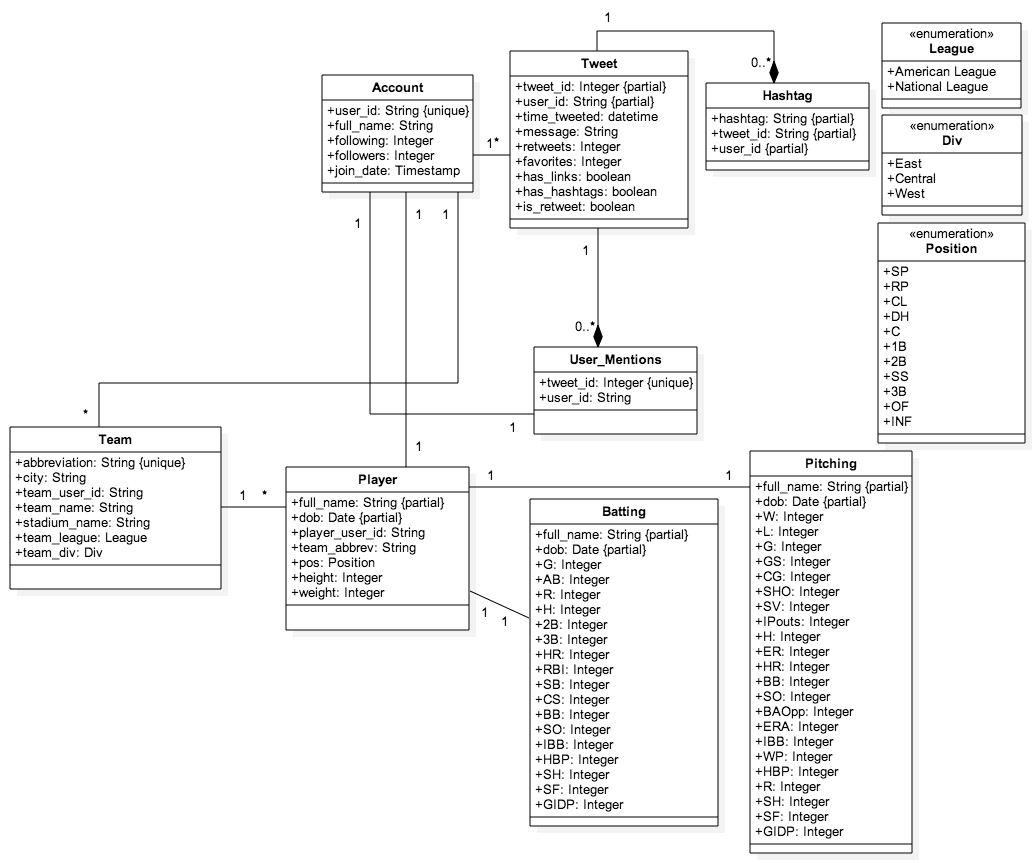 Account
+user_id: String {unique}
+full_name: String
+following: Integer
+followers: Integer
+join_date: Timestamp
1*
Tweet
+tweet_id: Integer {partial}
+user_id: String {partial}
+time_tweeted: datetime
+message: String
+retweets: Integer
+favorites: Integer
+has_links: boolean
+has_hashtags: boolean
+is_retweet: boolean
1
0..*
Hashtag
+hashtag: String {partial}
+tweet_id: String {partial}
+user_id {partial}
«enumeration»
League
+American League
+National League
«enumeration»
Div
+East
+Central
+West
«enumeration»
Position
+SP
+RP
+CL
+DH
+C
+1B
+2B
+SS
+3B
+OF
+INF
1
1
1
1
0..*
User_Mentions
+tweet_id: Integer {unique}
+user_id: String
1
*
Team
+abbreviation: String {unique}
+city: String
+team_user_id: String
+team_name: String
+stadium_name: String
+team_league: League
+team_div: Div
1
*
1
Player
+full_name: String {partial}
+dob: Date {partial}
+player_user_id: String
+team_abbrev: String
+pos: Position
+height: Integer
+weight: Integer
1
1
1
1
Batting
+full_name: String {partial}
+dob: Date {partial}
+G: Integer
+AB: Integer
+R: Integer
+H: Integer
+2B: Integer
+3B: Integer
+HR: Integer
+RBI: Integer
+SB: Integer
+CS: Integer
+BB: Integer
+SO: Integer
+IBB: Integer
+HBP: Integer
+SH: Integer
+SF: Integer
+GIDP: Integer
Pitching
+full_name: String {partial}
+dob: Date {partial}
+W: Integer
+L: Integer
+G: Integer
+GS: Integer
+CG: Integer
+SHO: Integer
+SV: Integer
+IPouts: Integer
+H: Integer
+ER: Integer
+HR: Integer
+BB: Integer
+SO: Integer
+BAOpp: Integer
+ERA: Integer
+IBB: Integer
+WP: Integer
+HBP: Integer
+R: Integer
+SH: Integer
+SF: Integer
+GIDP: Integer